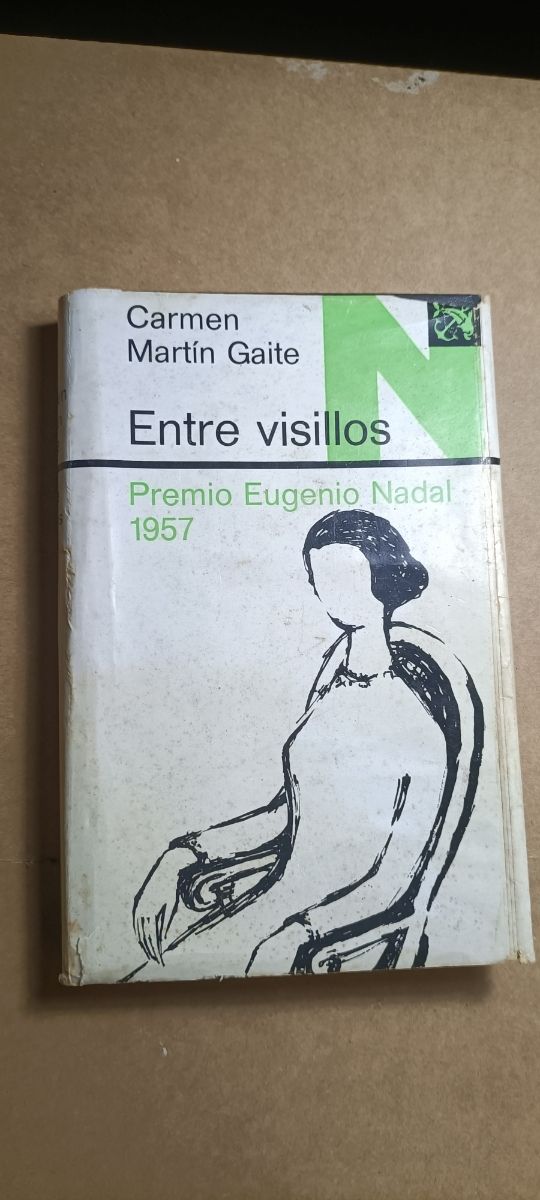 Carmen
Martín Gaite
N
Entre visillos
Premio Eugenio Nadal
1957